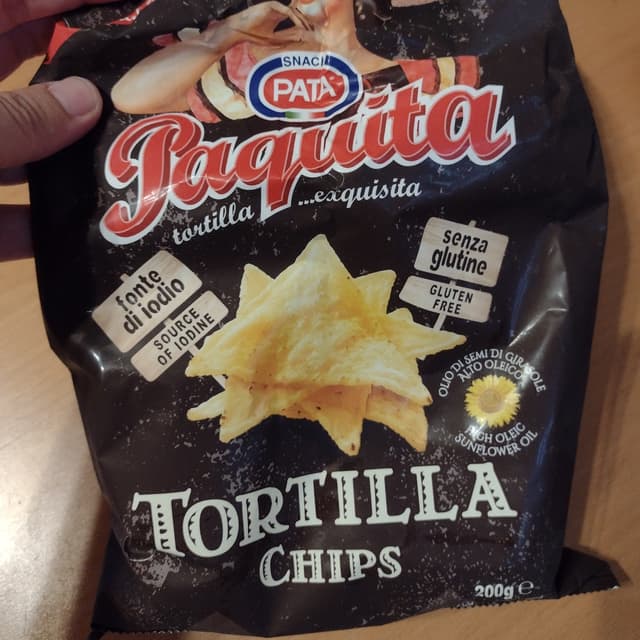 SNACK
PATA
Paquita
tortilla ...exquisita
senza
glutine
GLUTEN
FREE
fonte
di iodio
SOURCE
OF IODINE
OLIO DI SEMI DI GIRASOLE
ALTO OLEICO
HIGH OLEIC
SUNFLOWER OIL
TORTILLA
CHIPS
200g e